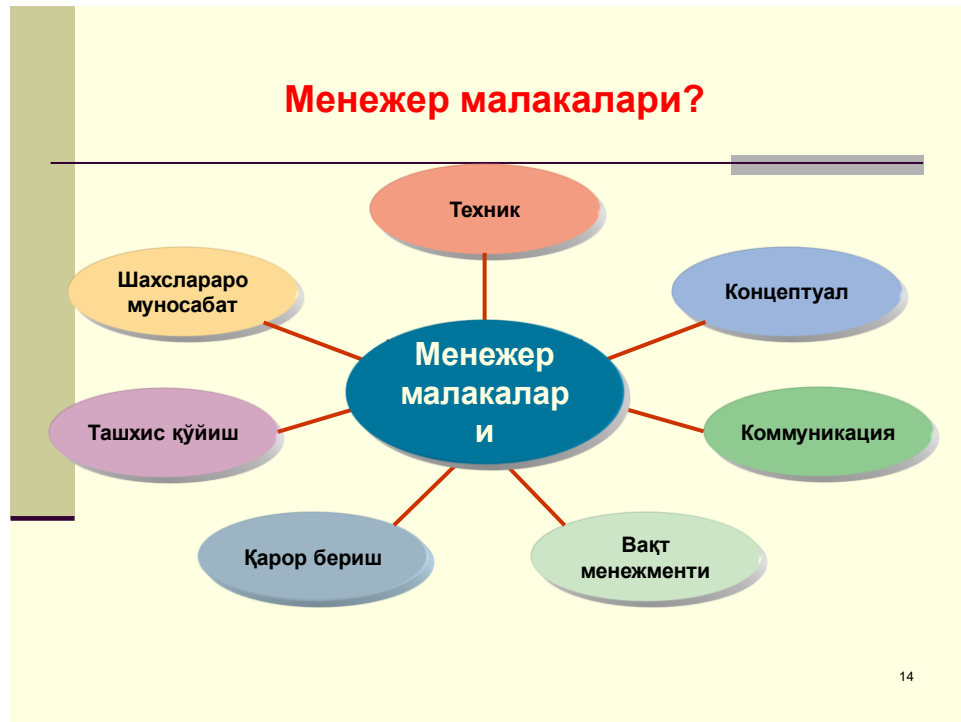 Менежер малакалари?
Техник
Шахслараро
муносабат
Концептуал
Менежер
малакалар
и
Ташхис қўйиш
Коммуникация
Қарор бериш
Вақт
менежменти
14